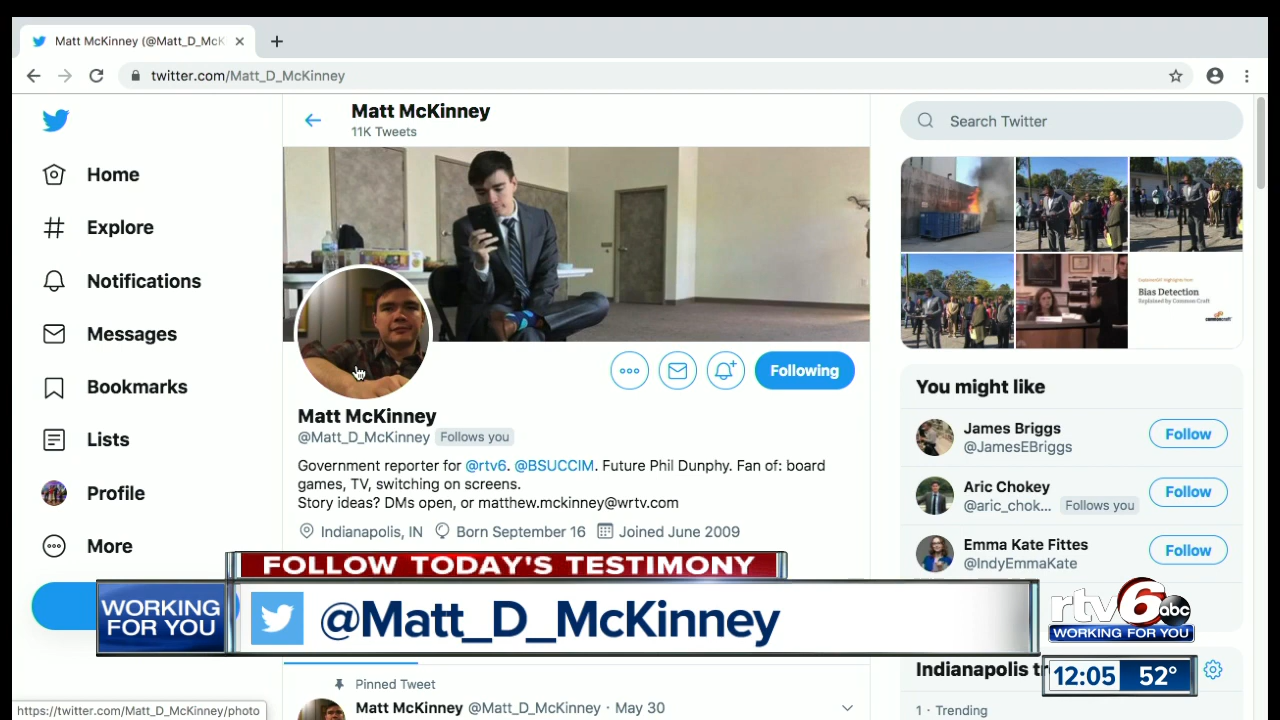 Matt McKinney (@Matt_D_McK
twitter.com/Matt_D_McKinney
Home
Explore
Notifications
Messages
Bookmarks
Lists
Profile
More
Matt McKinney
11K Tweets
Following
Matt McKinney
@Matt_D_McKinney Follows you
Government reporter for @rtv6. @BSUCCIM. Future Phil Dunphy. Fan of: board
games, TV, switching on screens.
Story ideas? DMs open, or matthew.mckinney@wrtv.com
Indianapolis, IN Born September 16 Joined June 2009
Pinned Tweet
Matt McKinney @Matt_D_McKinney · May 30
Search Twitter
Bias Detection
Explained by Common Craft
You might like
James Briggs
@JamesEBriggs
Follow
Aric Chokey
@aric_chok... Follows you
Follow
Emma Kate Fittes
@IndyEmmaKate
Follow
Indianapolis tr
1 · Trending
FOLLOW TODAY'S TESTIMONY
WORKING
FOR YOU
@Matt_D_McKinney
rtv6 abc
WORKING FOR YOU
12:05 52°
https://twitter.com/Matt_D_McKinney/photo